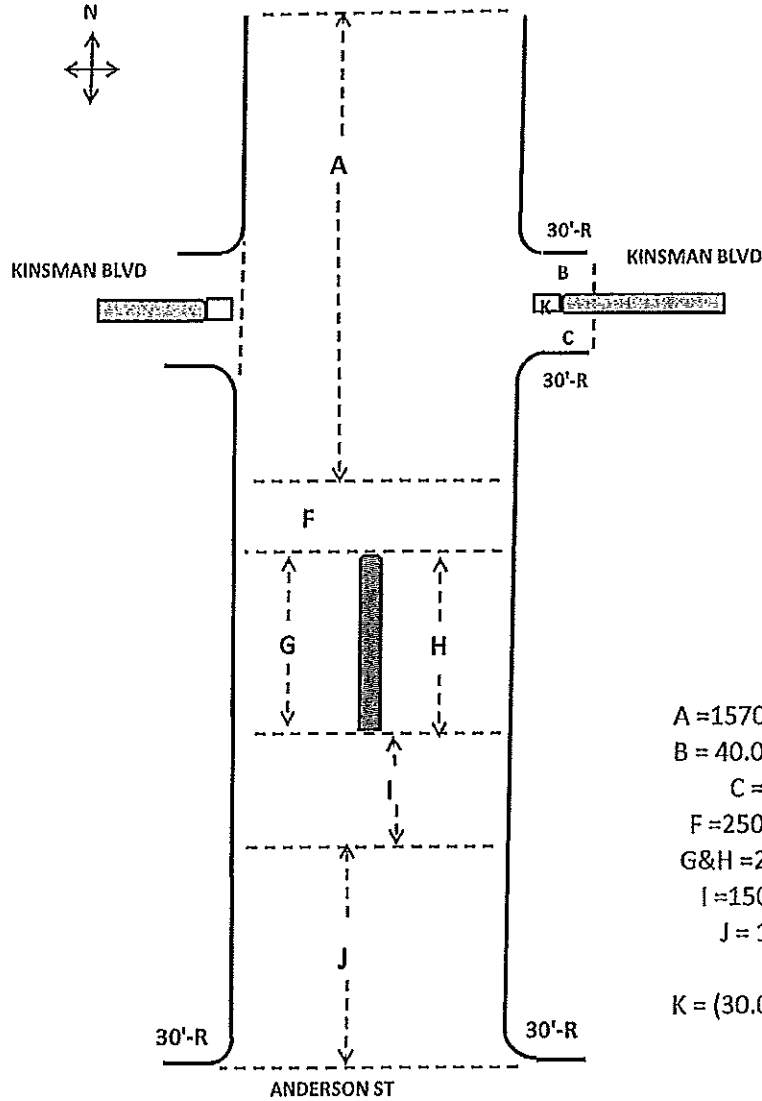 N
A
30'-R
KINSMAN BLVD
B
KINSMAN BLVD
K
C
30'-R
F
G
H
A =1570
B = 40.0
C =
I
F =250
G&H =2
I =150
J = 1
J
K = (30.0
30'-R
30'-R
ANDERSON ST